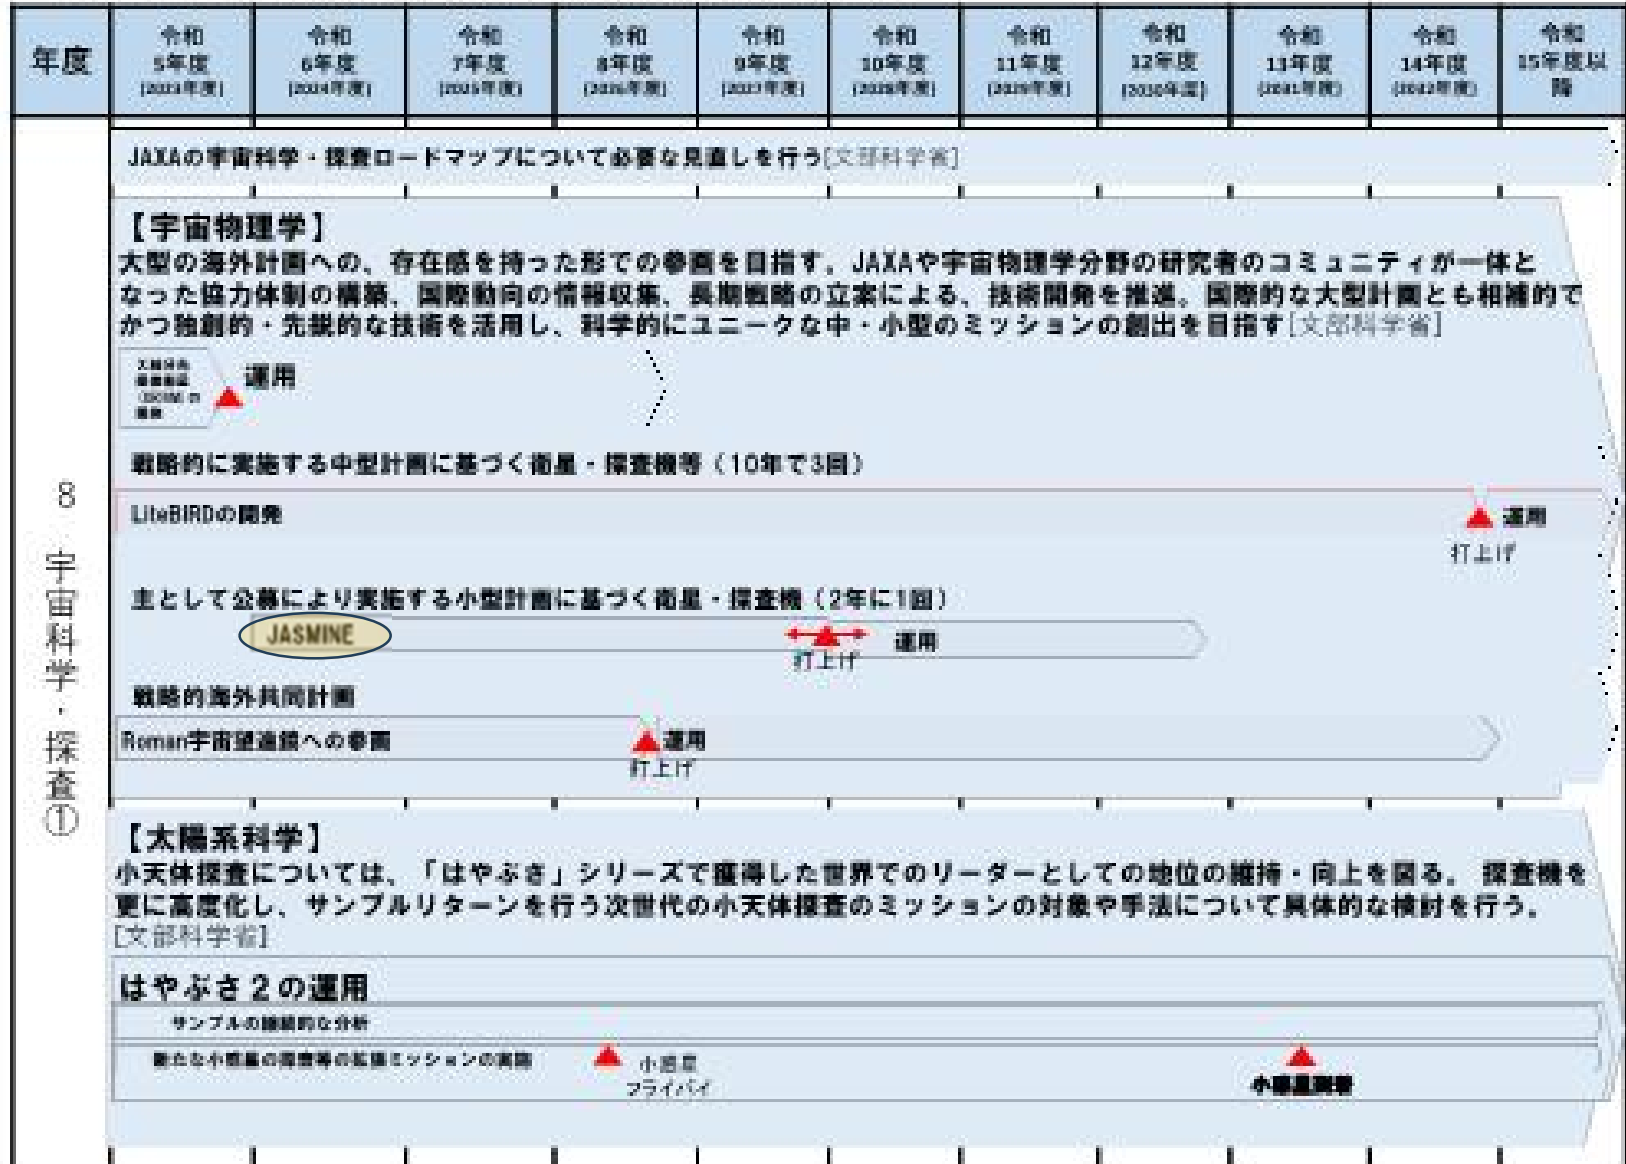 年度
令和
5年度
(2023年度)
令和
6年度
(2024年度)
令和
7年度
(2025年度)
令和
8年度
(2026年度)
令和
9年度
(2027年度)
令和
10年度
(2028年度)
令和
11年度
(2029年度)
令和
12年度
(2030年度)
令和
13年度
(2031年度)
令和
14年度
(2032年度)
令和
15年度以
降
8 宇宙科学・探査①
JAXAの宇宙科学・探査ロードマップについて必要な見直しを行う[文部科学省]
【宇宙物理学】
大型の海外計画への、存在感を持った形での参画を目指す。JAXAや宇宙物理学分野の研究者のコミュニティが一体と
なった協力体制の構築、国際動向の情報収集、長期戦略の立案による、技術開発を推進。国際的な大型計画とも相補的で
かつ独創的・先鋭的な技術を活用し、科学的にユニークな中・小型のミッションの創出を目指す[文部科学省]
運用
戦略的に実施する中型計画に基づく衛星・探査機等（10年で3回）
LiteBIRDの開発
運用
打上げ
主として公募により実施する小型計画に基づく衛星・探査機（2年に1回）
JASMINE
打上げ
運用
戦略的海外共同計画
Roman宇宙望遠鏡への参画
運用
打上げ
【太陽系科学】
小天体探査については、「はやぶさ」シリーズで獲得した世界でのリーダーとしての地位の維持・向上を図る。 探査機を
更に高度化し、サンプルリターンを行う次世代の小天体探査のミッションの対象や手法について具体的な検討を行う。
[文部科学省]
はやぶさ２の運用
サンプルの継続的な分析
新たな小惑星の探査等の拡張ミッションの実施
小惑星
フライバイ
小惑星到着